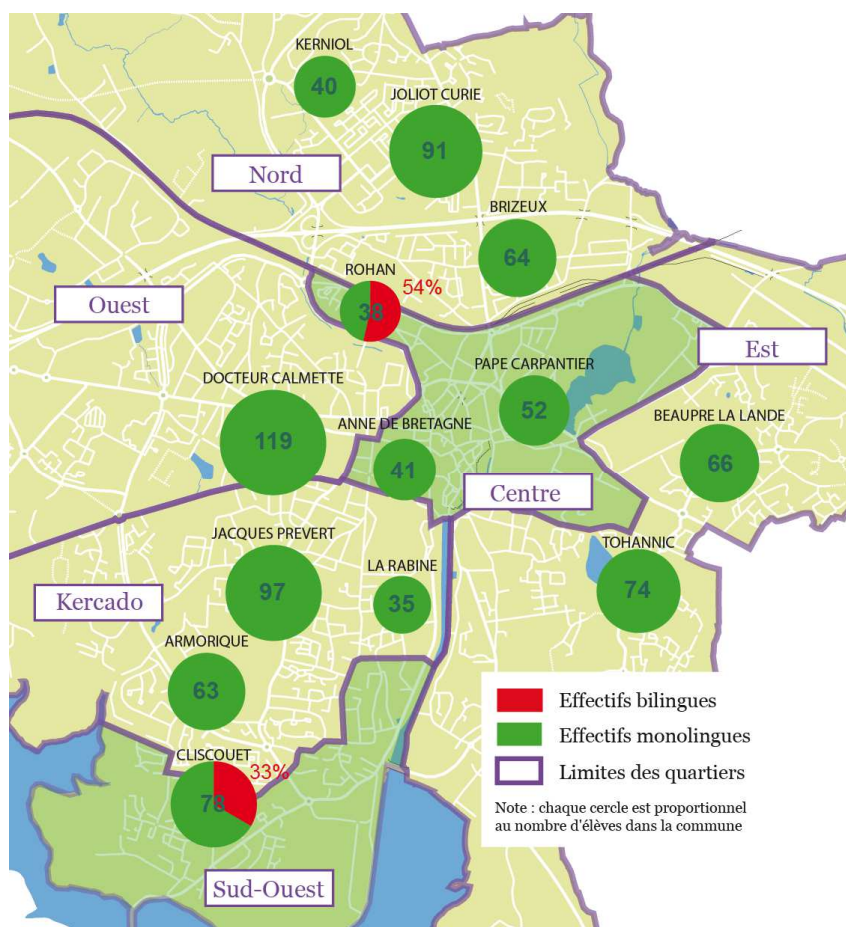 KERNIOL
40
JOLIOT CURIE
91
Nord
BRIZEUX
64
ROHAN
54%
38
Ouest
Est
DOCTEUR CALMETTE
119
PAPE CARPANTIER
52
ANNE DE BRETAGNE
41
BEAUPRE LA LANDE
66
Centre
JACQUES PREVERT
97
LA RABINE
35
TOHANNIC
74
Kercado
ARMORIQUE
63
CLISCOUET
33%
78
Sud-Ouest
Effectifs bilingues
Effectifs monolingues
Limites des quartiers
Note : chaque cercle est proportionnel
au nombre d'élèves dans la commune